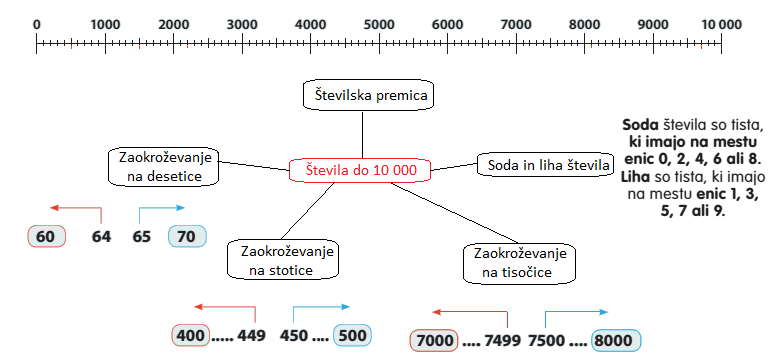 0 1000 2000 3000 4000 5000 6000 7000 8000 9000 10 000
Številska premica
Zaokroževanje
na desetice
Števila do 10 000
Soda in liha števila
Soda števila so tista,
ki imajo na mestu
enic 0, 2, 4, 6 ali 8.
Liha so tista, ki imajo
na mestu enic 1, 3,
5, 7 ali 9.
60 64 65 70
Zaokroževanje
na stotice
Zaokroževanje
na tisočice
400 ..... 449 450 .... 500
7000 .... 7499 7500 .... 8000